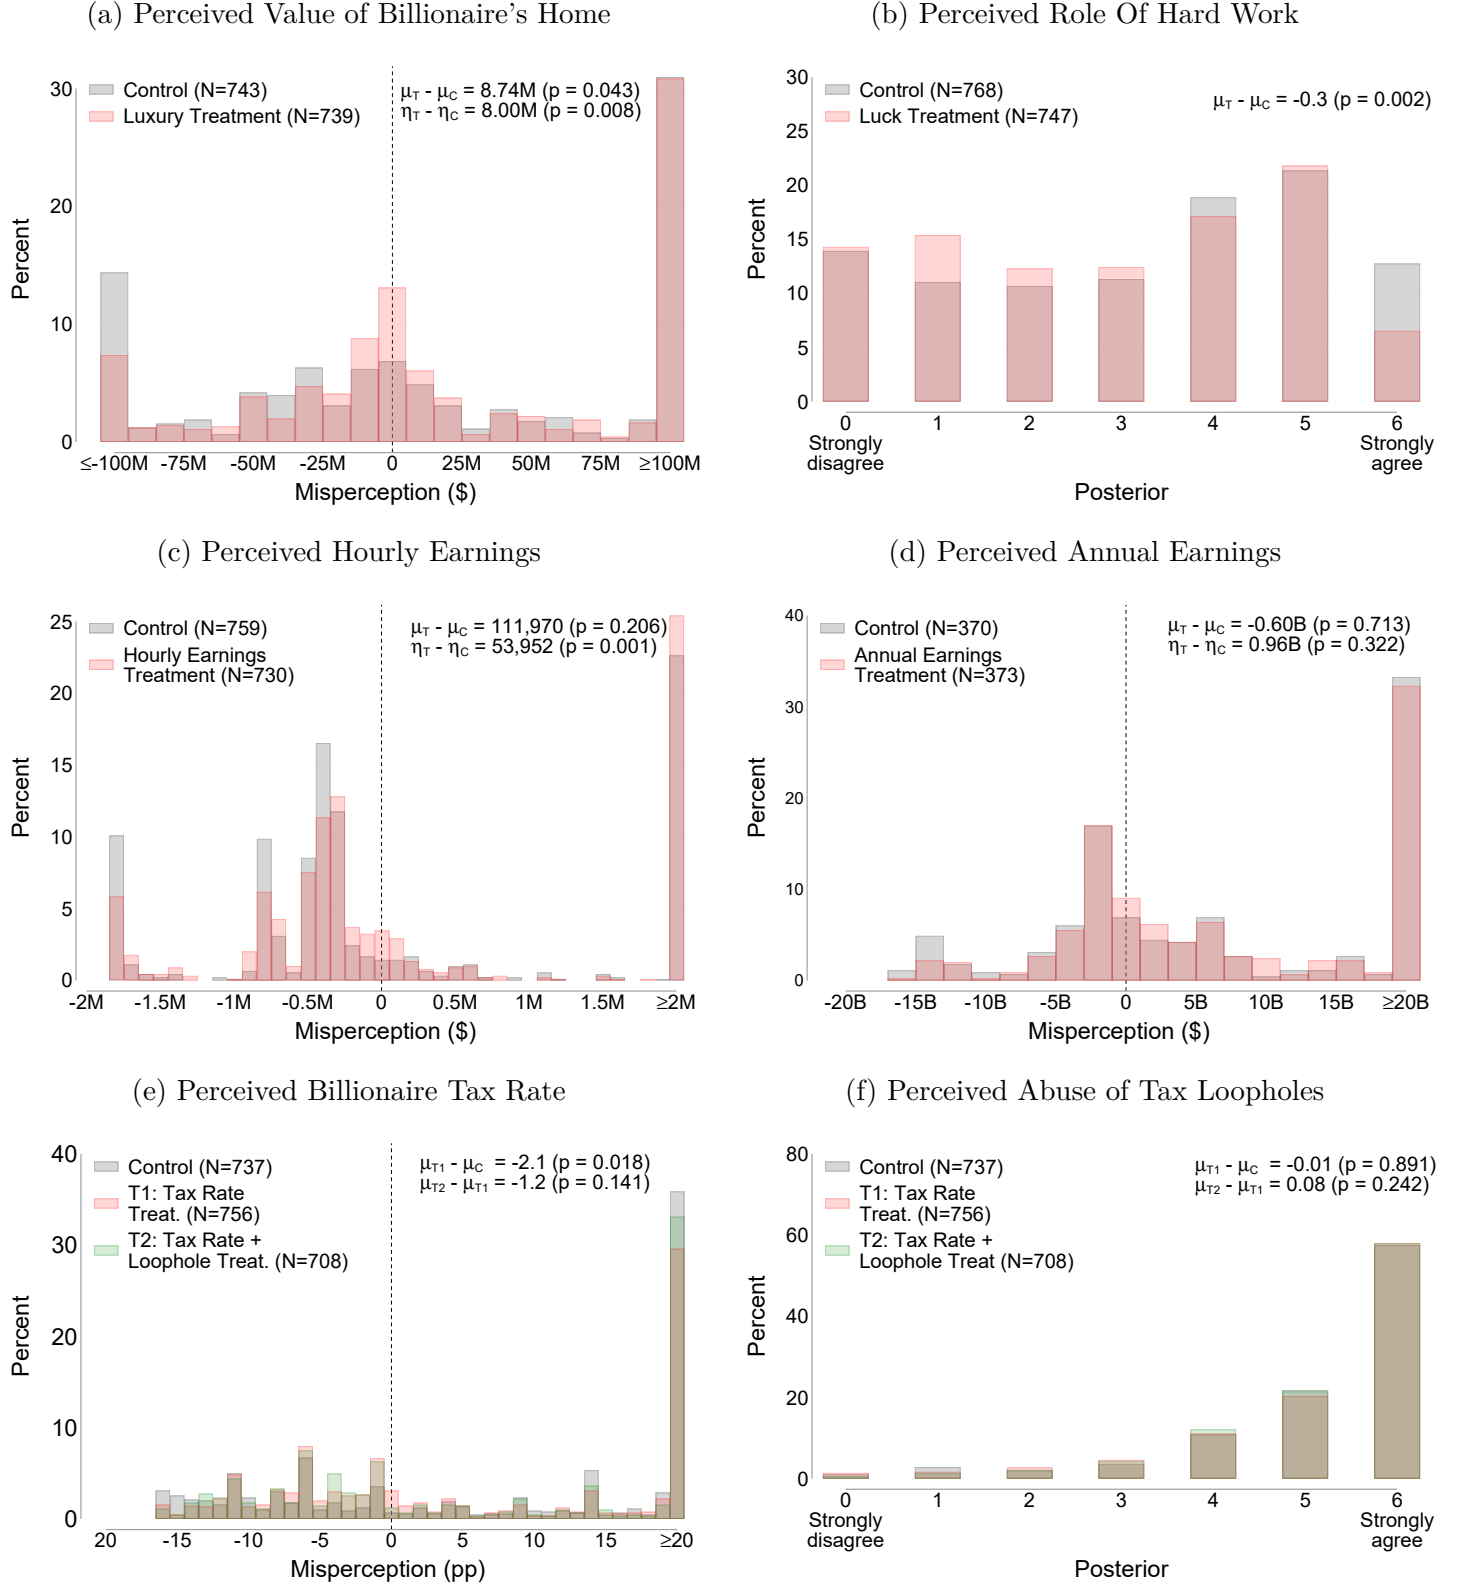 (a) Perceived Value of Billionaire's Home
30
20
10
0
Percent
Control (N=743)
Luxury Treatment (N=739)
μT - μC = 8.74M (p = 0.043)
ηT - ηC = 8.00M (p = 0.008)
≤-100M -75M -50M -25M 0 25M 50M 75M ≥100M
Misperception ($)
(b) Perceived Role Of Hard Work
30
25
20
15
10
5
0
Percent
Control (N=768)
Luck Treatment (N=747)
μT - μC = -0.3 (p = 0.002)
0 1 2 3 4 5 6
Strongly disagree
Strongly agree
Posterior
(c) Perceived Hourly Earnings
25
20
15
10
5
0
Percent
Control (N=759)
Hourly Earnings
Treatment (N=730)
μT - μC = 111,970 (p = 0.206)
ηT - ηC = 53,952 (p = 0.001)
-2M -1.5M -1M -0.5M 0 0.5M 1M 1.5M ≥2M
Misperception ($)
(d) Perceived Annual Earnings
40
30
20
10
0
Percent
Control (N=370)
Annual Earnings
Treatment (N=373)
μT - μC = -0.60B (p = 0.713)
ηT - ηC = 0.96B (p = 0.322)
-20B -15B -10B -5B 0 5B 10B 15B ≥20B
Misperception ($)
(e) Perceived Billionaire Tax Rate
40
30
20
10
0
Percent
Control (N=737)
T1: Tax Rate
Treat. (N=756)
T2: Tax Rate +
Loophole Treat. (N=708)
μT1 - μC = -2.1 (p = 0.018)
μT2 - μT1 = -1.2 (p = 0.141)
20 -15 -10 -5 0 5 10 15 ≥20
Misperception (pp)
(f) Perceived Abuse of Tax Loopholes
80
60
40
20
0
Percent
Control (N=737)
T1: Tax Rate
Treat. (N=756)
T2: Tax Rate +
Loophole Treat (N=708)
μT1 - μC = -0.01 (p = 0.891)
μT2 - μT1 = 0.08 (p = 0.242)
0 1 2 3 4 5 6
Strongly disagree
Strongly agree
Posterior